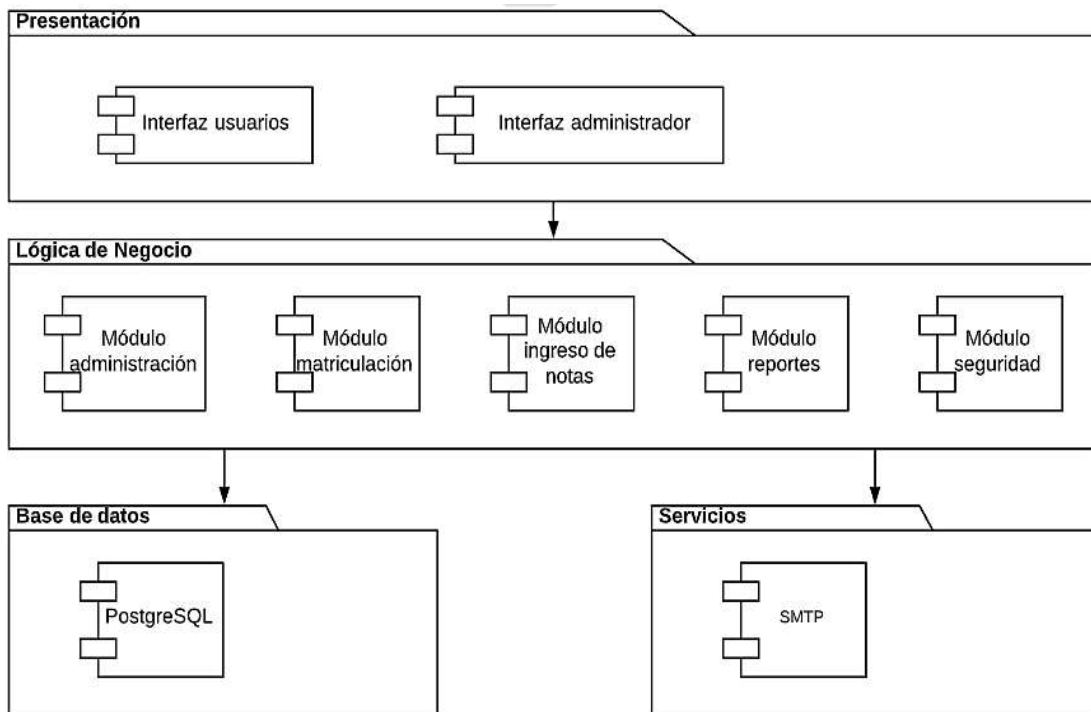 Presentación
Interfaz usuarios
Interfaz administrador
Lógica de Negocio
Módulo
administración
Módulo
matriculación
Módulo
ingreso de
notas
Módulo
reportes
Módulo
seguridad
Base de datos
PostgreSQL
Servicios
SMTP